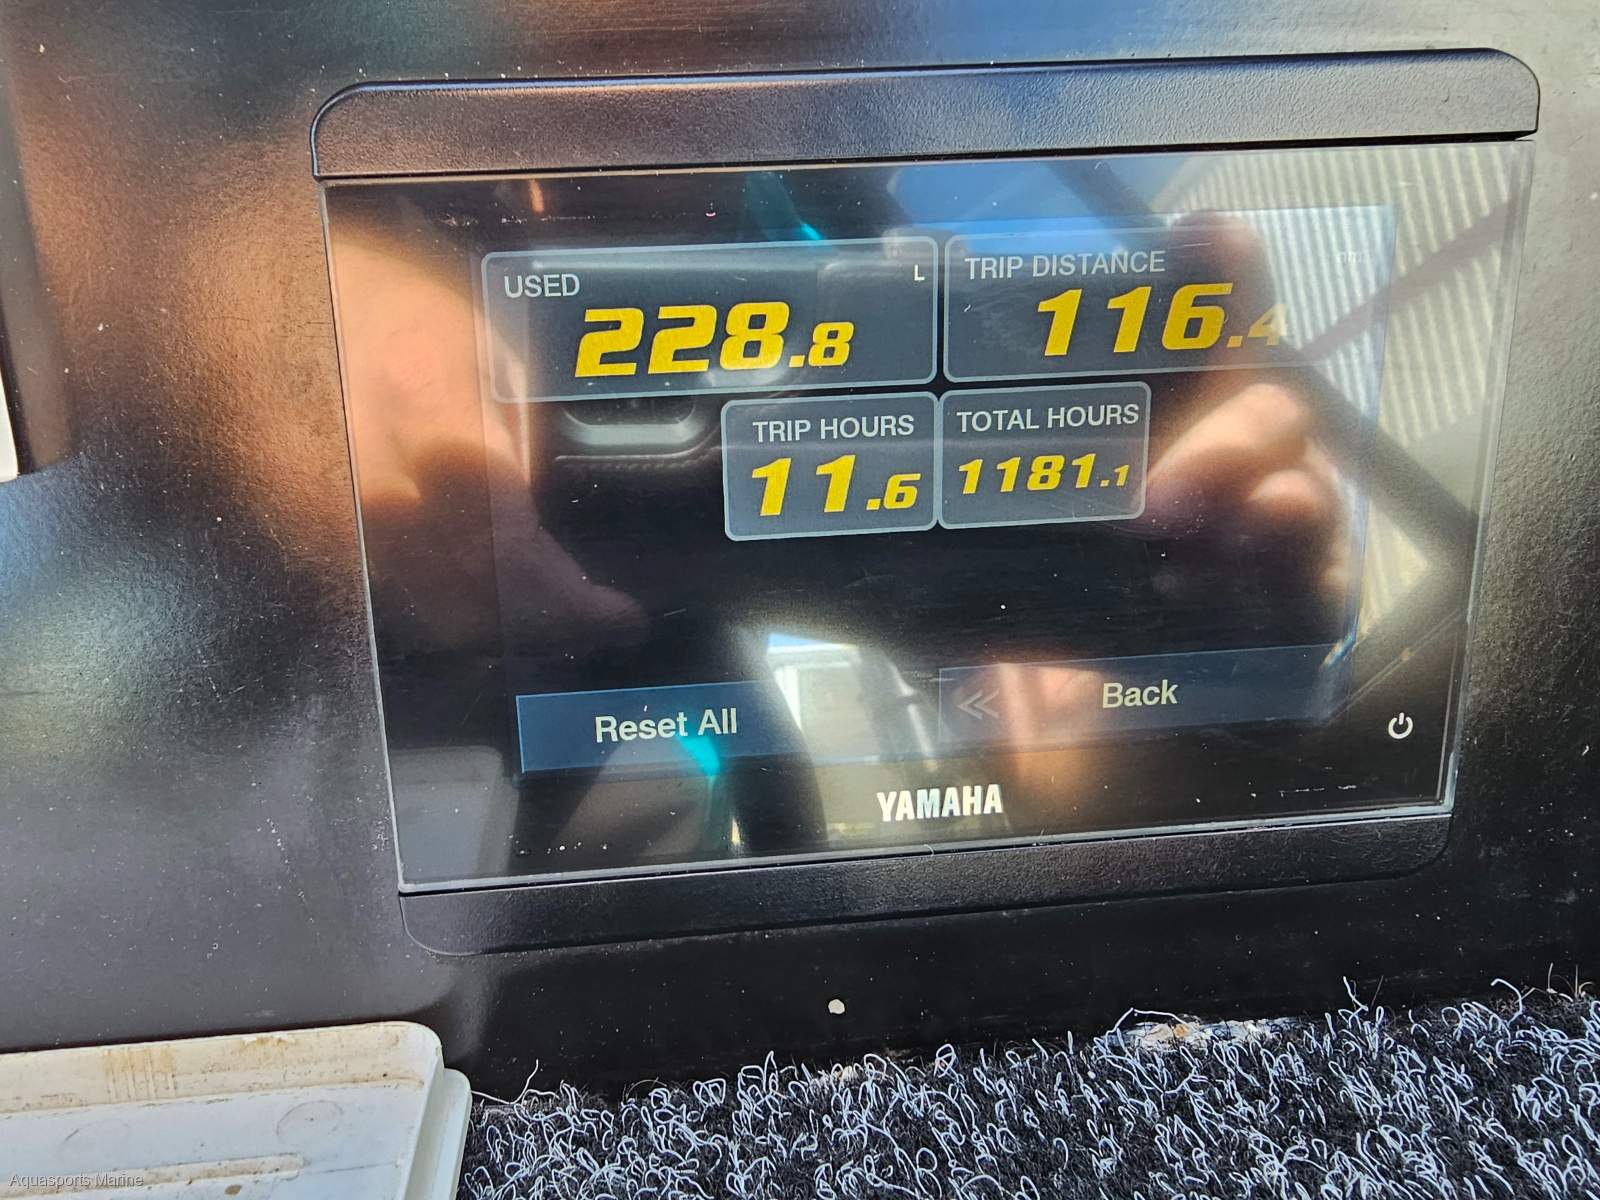 USED L
228.8
TRIP DISTANCE nm
116.4
TRIP HOURS
11.6
TOTAL HOURS
1181.1
Reset All
Back
YAMAHA
Aquasports Marine